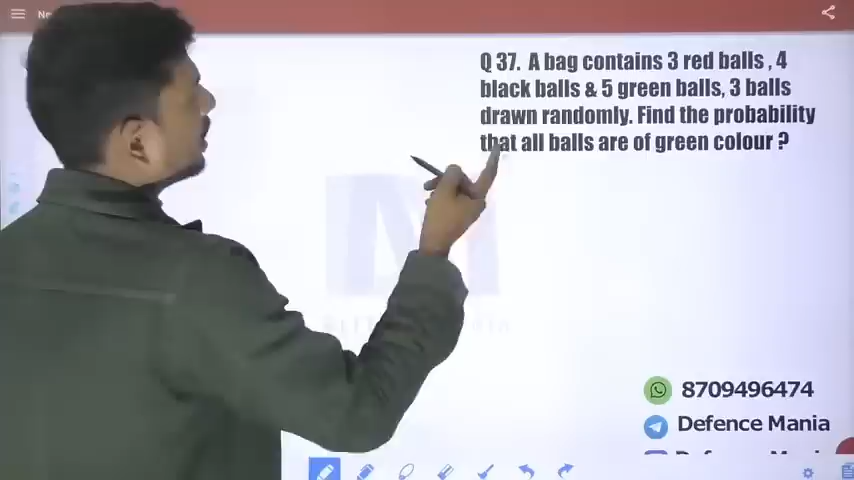 Ne
Q 37. A bag contains 3 red balls , 4
black balls & 5 green balls, 3 balls
drawn randomly. Find the probability
that all balls are of green colour ?
8709496474
Defence Mania